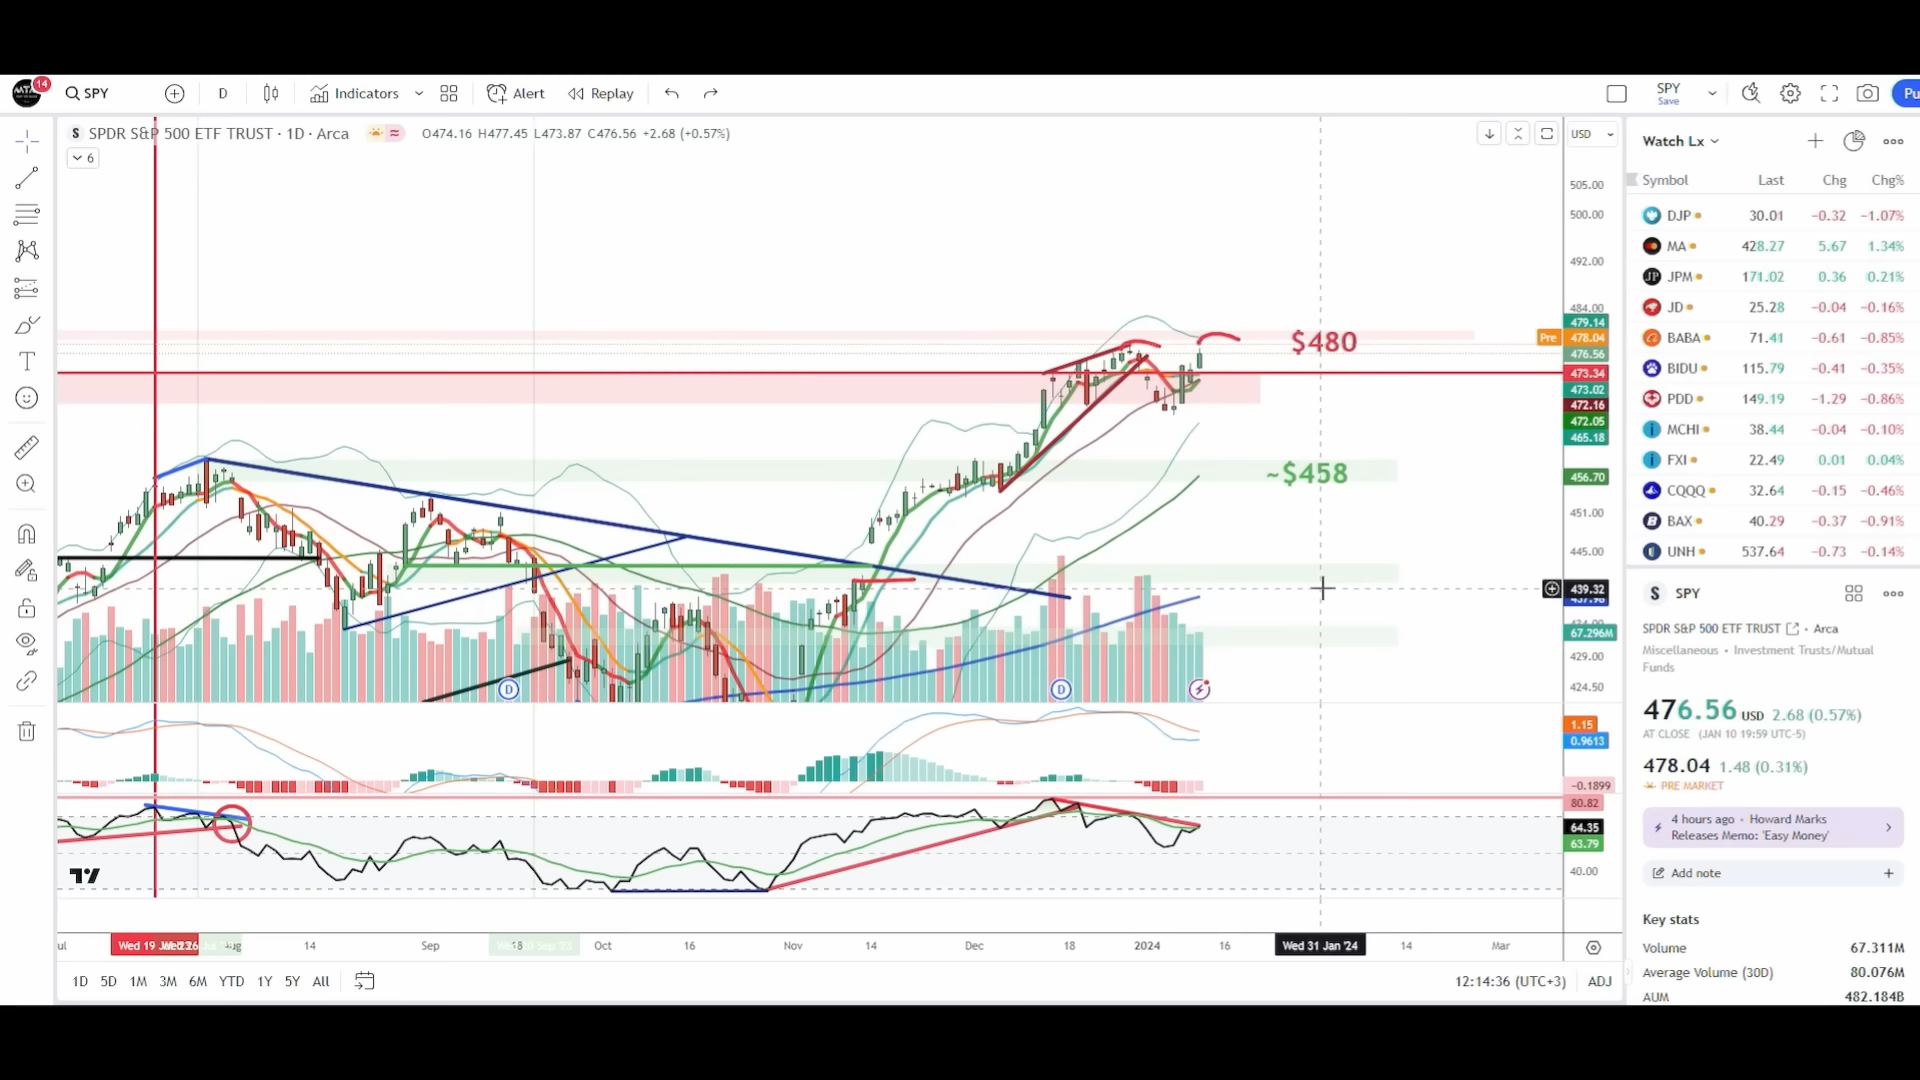 14
SPY
D
Indicators
Alert
Replay
SPY
Save
Pu
S SPDR S&P 500 ETF TRUST · 1D · Arca
O474.16 H477.45 L473.87 C476.56 +2.68 (+0.57%)
6
USD
505.00
500.00
492.00
484.00
479.14
Pre 478.04
476.56
473.34
473.02
472.16
472.05
465.18
456.70
451.00
445.00
439.32
67.296M
429.00
424.50
$480
~$458
D
D
1.15
0.9613
−0.1899
80.82
64.35
63.79
40.00
Wed 19 Ju
Aug
14
Sep
18
Oct
16
Nov
14
Dec
18
2024
16
Wed 31 Jan '24
14
Mar
1D 5D 1M 3M 6M YTD 1Y 5Y All
12:14:36 (UTC+3) ADJ
Watch Lx
Symbol Last Chg Chg%
DJP 30.01 −0.32 −1.07%
MA 428.27 5.67 1.34%
JPM 171.02 0.36 0.21%
JD 25.28 −0.04 −0.16%
BABA 71.41 −0.61 −0.85%
BIDU 115.79 −0.41 −0.35%
PDD 149.19 −1.29 −0.86%
MCHI 38.44 −0.04 −0.10%
FXI 22.49 0.01 0.04%
CQQQ 32.64 −0.15 −0.46%
BAX 40.29 −0.37 −0.91%
UNH 537.64 −0.73 −0.14%
S SPY
SPDR S&P 500 ETF TRUST · Arca
Miscellaneous • Investment Trusts/Mutual
Funds
476.56 USD 2.68 (0.57%)
AT CLOSE (JAN 10 19:59 UTC-5)
478.04 1.48 (0.31%)
PRE MARKET
4 hours ago • Howard Marks
Releases Memo: 'Easy Money'
Add note
Key stats
Volume 67.311M
Average Volume (30D) 80.076M
AUM 482.184B